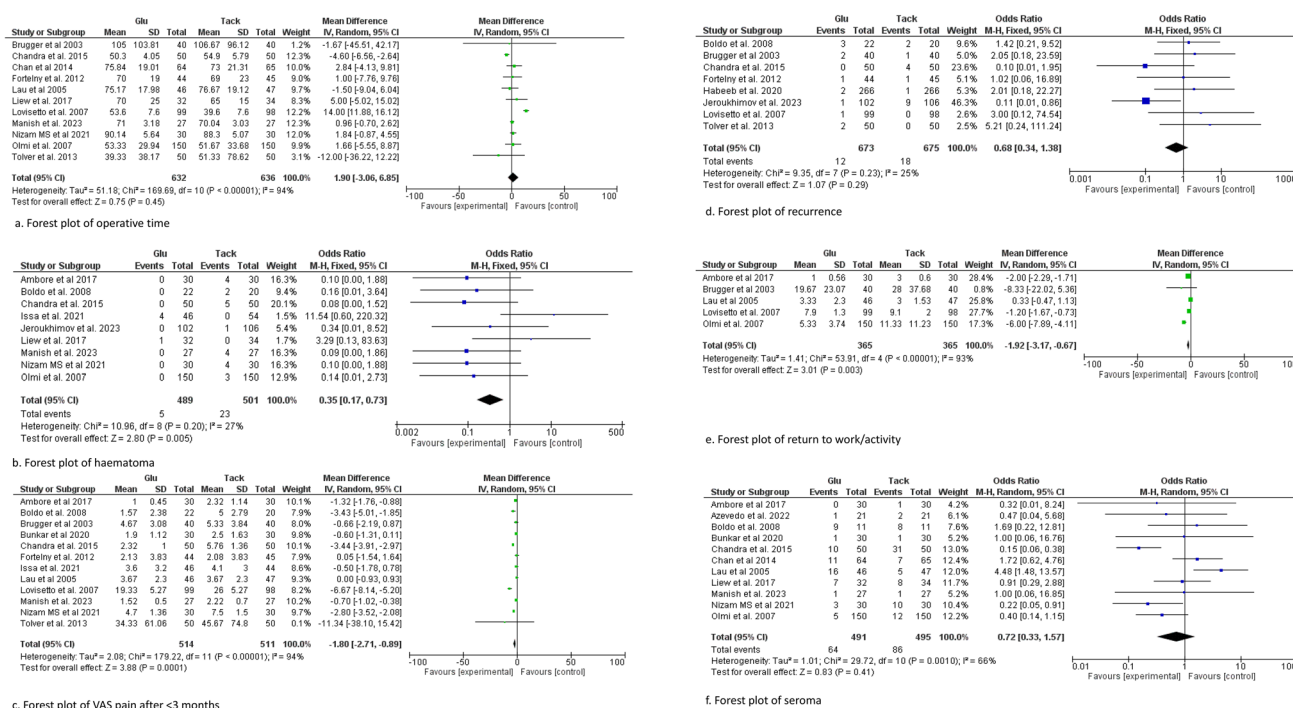 Glu Tack Mean Difference Mean Difference
Study or Subgroup Mean SD Total Mean SD Total Weight IV, Random, 95% CI IV, Random, 95% CI
Brugger et al 2003 105 103.81 40 106.67 96.12 40 1.2% -1.67 [-45.51, 42.17]
Chandra et al. 2015 50.3 4.05 50 54.9 5.79 50 12.5% -4.60 [-6.56, -2.64]
Chan et al 2014 75.84 19.01 64 73 21.31 65 10.1% 2.84 [-4.13, 9.81]
Fortelny et al. 2012 70 19 44 69 23 45 9.1% 1.00 [-7.76, 9.76]
Lau et al 2005 75.17 17.98 46 76.67 19.12 47 9.8% -1.50 [-9.04, 6.04]
Liew et al. 2017 70 25 32 65 15 34 8.3% 5.00 [-5.02, 15.02]
Lovisetto et al. 2007 53.6 7.6 99 39.6 7.6 98 12.4% 14.00 [11.88, 16.12]
Manish et al. 2023 71 3.18 27 70.04 3.03 27 12.5% 0.96 [-0.70, 2.62]
Nizam MS et al 2021 90.14 5.64 30 88.3 5.07 30 12.3% 1.84 [-0.87, 4.55]
Olmi et al. 2007 53.33 29.94 150 51.67 33.68 150 10.0% 1.66 [-5.55, 8.87]
Tolver et al. 2013 39.33 38.17 50 51.33 78.62 50 3.1% -12.00 [-36.22, 12.22]
Total (95% CI) 632 636 100.0% 1.90 [-3.06, 6.85]
Heterogeneity: Tau² = 51.18; Chi² = 169.69, df = 10 (P < 0.00001); I² = 94%
Test for overall effect: Z = 0.75 (P = 0.45)
-100 -50 0 50 100
Favours [experimental] Favours [control]
a. Forest plot of operative time
Glu Tack Odds Ratio Odds Ratio
Study or Subgroup Events Total Events Total Weight M-H, Fixed, 95% CI M-H, Fixed, 95% CI
Ambore et al 2017 0 30 4 30 16.3% 0.10 [0.00, 1.88]
Boldo et al. 2008 0 22 2 20 9.4% 0.16 [0.01, 3.64]
Chandra et al. 2015 0 50 5 50 20.1% 0.08 [0.00, 1.52]
Issa et al. 2021 4 46 0 54 1.5% 11.54 [0.60, 220.32]
Jeroukhimov et al. 2023 0 102 1 106 5.4% 0.34 [0.01, 8.52]
Liew et al. 2017 1 32 0 34 1.7% 3.29 [0.13, 83.63]
Manish et al. 2023 0 27 4 27 16.4% 0.09 [0.00, 1.86]
Nizam MS et al 2021 0 30 4 30 16.3% 0.10 [0.00, 1.88]
Olmi et al. 2007 0 150 3 150 12.9% 0.14 [0.01, 2.73]
Total (95% CI) 489 501 100.0% 0.35 [0.17, 0.73]
Total events 5 23
Heterogeneity: Chi² = 10.96, df = 8 (P = 0.20); I² = 27%
Test for overall effect: Z = 2.80 (P = 0.005)
0.002 0.1 1 10 500
Favours [experimental] Favours [control]
b. Forest plot of haematoma
Glu Tack Mean Difference Mean Difference
Study or Subgroup Mean SD Total Mean SD Total Weight IV, Random, 95% CI IV, Random, 95% CI
Ambore et al 2017 1 0.45 30 2.32 1.14 30 10.1% -1.32 [-1.76, -0.88]
Boldo et al. 2008 1.57 2.38 22 5 2.79 20 7.9% -3.43 [-5.01, -1.85]
Brugger et al 2003 4.67 3.08 40 5.33 3.84 40 8.0% -0.66 [-2.19, 0.87]
Bunkar et al 2020 1.9 1.12 30 2.5 1.63 30 9.8% -0.60 [-1.31, 0.11]
Chandra et al. 2015 2.32 1 50 5.76 1.36 50 10.1% -3.44 [-3.91, -2.97]
Fortelny et al. 2012 2.13 3.83 44 2.08 3.83 45 7.9% 0.05 [-1.54, 1.64]
Issa et al. 2021 3.6 3.2 46 4.1 3 44 8.5% -0.50 [-1.78, 0.78]
Lau et al 2005 3.67 2.3 46 3.67 2.3 47 9.3% 0.00 [-0.93, 0.93]
Lovisetto et al. 2007 19.33 5.27 99 26 5.27 98 8.2% -6.67 [-8.14, -5.20]
Manish et al. 2023 1.52 0.5 27 2.22 0.7 27 10.2% -0.70 [-1.02, -0.38]
Nizam MS et al 2021 4.7 1.36 30 7.5 1.5 30 9.7% -2.80 [-3.52, -2.08]
Tolver et al. 2013 34.33 61.06 50 45.67 74.8 50 0.1% -11.34 [-38.10, 15.42]
Total (95% CI) 514 511 100.0% -1.80 [-2.71, -0.89]
Heterogeneity: Tau² = 2.08; Chi² = 179.22, df = 11 (P < 0.00001); I² = 94%
Test for overall effect: Z = 3.88 (P = 0.0001)
-100 -50 0 50 100
Favours [experimental] Favours [control]
c. Forest plot of VAS pain after <3 months
Glu Tack Odds Ratio Odds Ratio
Study or Subgroup Events Total Events Total Weight M-H, Fixed, 95% CI M-H, Fixed, 95% CI
Boldo et al. 2008 3 22 2 20 9.6% 1.42 [0.21, 9.52]
Brugger et al 2003 2 40 1 40 5.0% 2.05 [0.18, 23.59]
Chandra et al. 2015 0 50 4 50 23.7% 0.10 [0.01, 1.95]
Fortelny et al. 2012 1 44 1 45 5.2% 1.02 [0.06, 16.89]
Habeeb et al. 2020 2 266 1 266 5.3% 2.01 [0.18, 22.27]
Jeroukhimov et al. 2023 1 102 9 106 46.3% 0.11 [0.01, 0.86]
Lovisetto et al. 2007 1 99 0 98 2.6% 3.00 [0.12, 74.54]
Tolver et al. 2013 2 50 0 50 2.5% 5.21 [0.24, 111.24]
Total (95% CI) 673 675 100.0% 0.68 [0.34, 1.38]
Total events 12 18
Heterogeneity: Chi² = 9.35, df = 7 (P = 0.23); I² = 25%
Test for overall effect: Z = 1.07 (P = 0.29)
0.001 0.1 1 10 1000
Favours [experimental] Favours [control]
d. Forest plot of recurrence
Glu Tack Mean Difference Mean Difference
Study or Subgroup Mean SD Total Mean SD Total Weight IV, Random, 95% CI IV, Random, 95% CI
Ambore et al 2017 1 0.56 30 3 0.6 30 28.4% -2.00 [-2.29, -1.71]
Brugger et al 2003 19.67 23.07 40 28 37.68 40 0.8% -8.33 [-22.02, 5.36]
Lau et al 2005 3.33 2.3 46 3 1.53 47 25.7% 0.33 [-0.47, 1.13]
Lovisetto et al. 2007 7.9 1.3 99 9.1 2 98 27.8% -1.20 [-1.67, -0.73]
Olmi et al. 2007 5.33 3.74 150 11.33 11.23 150 17.3% -6.00 [-7.89, -4.11]
Total (95% CI) 365 365 100.0% -1.92 [-3.17, -0.67]
Heterogeneity: Tau² = 1.41; Chi² = 53.91, df = 4 (P < 0.00001); I² = 93%
Test for overall effect: Z = 3.01 (P = 0.003)
-100 -50 0 50 100
Favours [experimental] Favours [control]
e. Forest plot of return to work/activity
Glu Tack Odds Ratio Odds Ratio
Study or Subgroup Events Total Events Total Weight M-H, Random, 95% CI M-H, Random, 95% CI
Ambore et al 2017 0 30 1 30 4.2% 0.32 [0.01, 8.24]
Azevedo et al. 2022 1 21 2 21 6.1% 0.47 [0.04, 5.68]
Boldo et al. 2008 9 11 8 11 7.9% 1.69 [0.22, 12.81]
Bunkar et al 2020 1 30 1 30 5.2% 1.00 [0.06, 16.76]
Chandra et al. 2015 10 50 31 50 13.5% 0.15 [0.06, 0.38]
Chan et al 2014 11 64 7 65 12.9% 1.72 [0.62, 4.76]
Lau et al 2005 16 46 5 47 12.4% 4.48 [1.48, 13.57]
Liew et al. 2017 7 32 8 34 12.1% 0.91 [0.29, 2.88]
Manish et al. 2023 1 27 1 27 5.2% 1.00 [0.06, 16.85]
Nizam MS et al 2021 3 30 10 30 10.7% 0.22 [0.05, 0.91]
Olmi et al. 2007 5 150 12 150 12.7% 0.40 [0.14, 1.15]
Total (95% CI) 491 495 100.0% 0.72 [0.33, 1.57]
Total events 64 86
Heterogeneity: Tau² = 1.01; Chi² = 29.72, df = 10 (P = 0.0010); I² = 66%
Test for overall effect: Z = 0.83 (P = 0.41)
0.01 0.1 1 10 100
Favours [experimental] Favours [control]
f. Forest plot of seroma